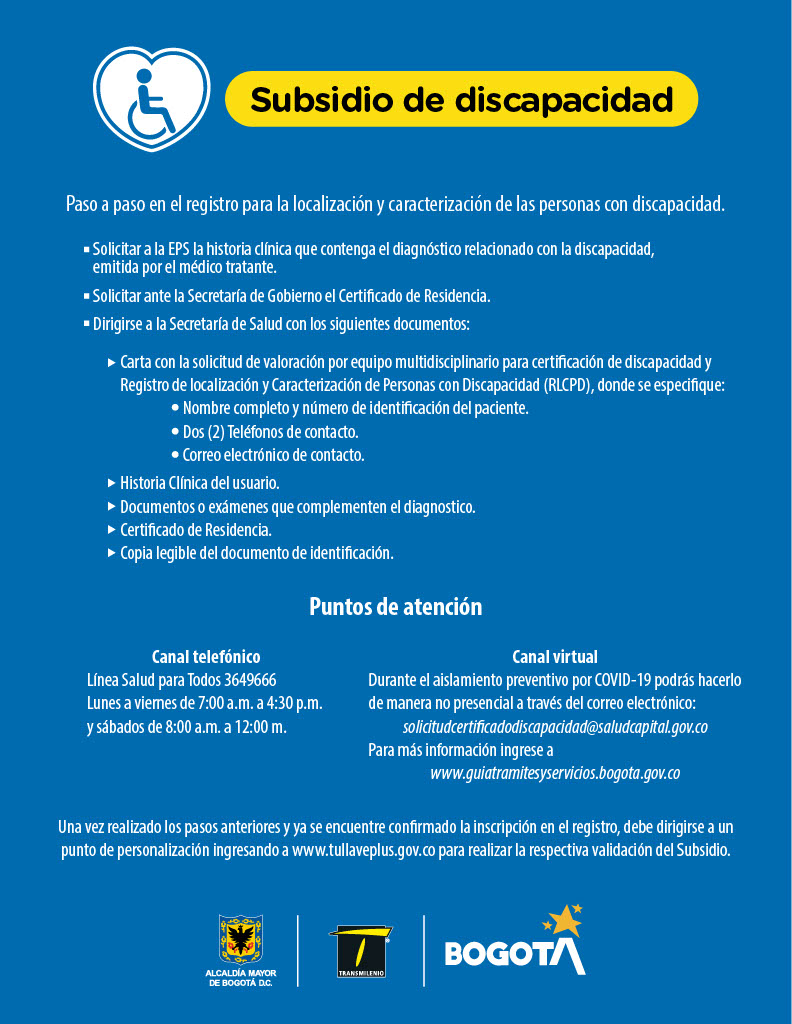 Subsidio de discapacidad
Paso a paso en el registro para la localización y caracterización de las personas con discapacidad.
▪ Solicitar a la EPS la historia clínica que contenga el diagnóstico relacionado con la discapacidad,
emitida por el médico tratante.
▪ Solicitar ante la Secretaría de Gobierno el Certificado de Residencia.
▪ Dirigirse a la Secretaría de Salud con los siguientes documentos:
▸ Carta con la solicitud de valoración por equipo multidisciplinario para certificación de discapacidad y
Registro de localización y Caracterización de Personas con Discapacidad (RLCPD), donde se especifique:
• Nombre completo y número de identificación del paciente.
• Dos (2) Teléfonos de contacto.
• Correo electrónico de contacto.
▸ Historia Clínica del usuario.
▸ Documentos o exámenes que complementen el diagnostico.
▸ Certificado de Residencia.
▸ Copia legible del documento de identificación.
Puntos de atención
Canal telefónico
Línea Salud para Todos 3649666
Lunes a viernes de 7:00 a.m. a 4:30 p.m.
y sábados de 8:00 a.m. a 12:00 m.
Canal virtual
Durante el aislamiento preventivo por COVID-19 podrás hacerlo
de manera no presencial a través del correo electrónico:
solicitudcertificadodiscapacidad@saludcapital.gov.co
Para más información ingrese a
www.guiatramitesyservicios.bogota.gov.co
Una vez realizado los pasos anteriores y ya se encuentre confirmado la inscripción en el registro, debe dirigirse a un
punto de personalización ingresando a www.tullaveplus.gov.co para realizar la respectiva validación del Subsidio.
ALCALDÍA MAYOR
DE BOGOTÁ D.C.
TRANSMILENIO
®
BOGOTÁ